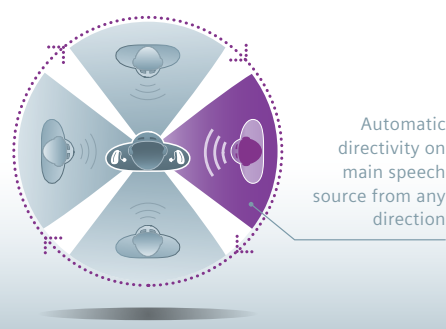 Automatic
directivity on
main speech
source from any
direction